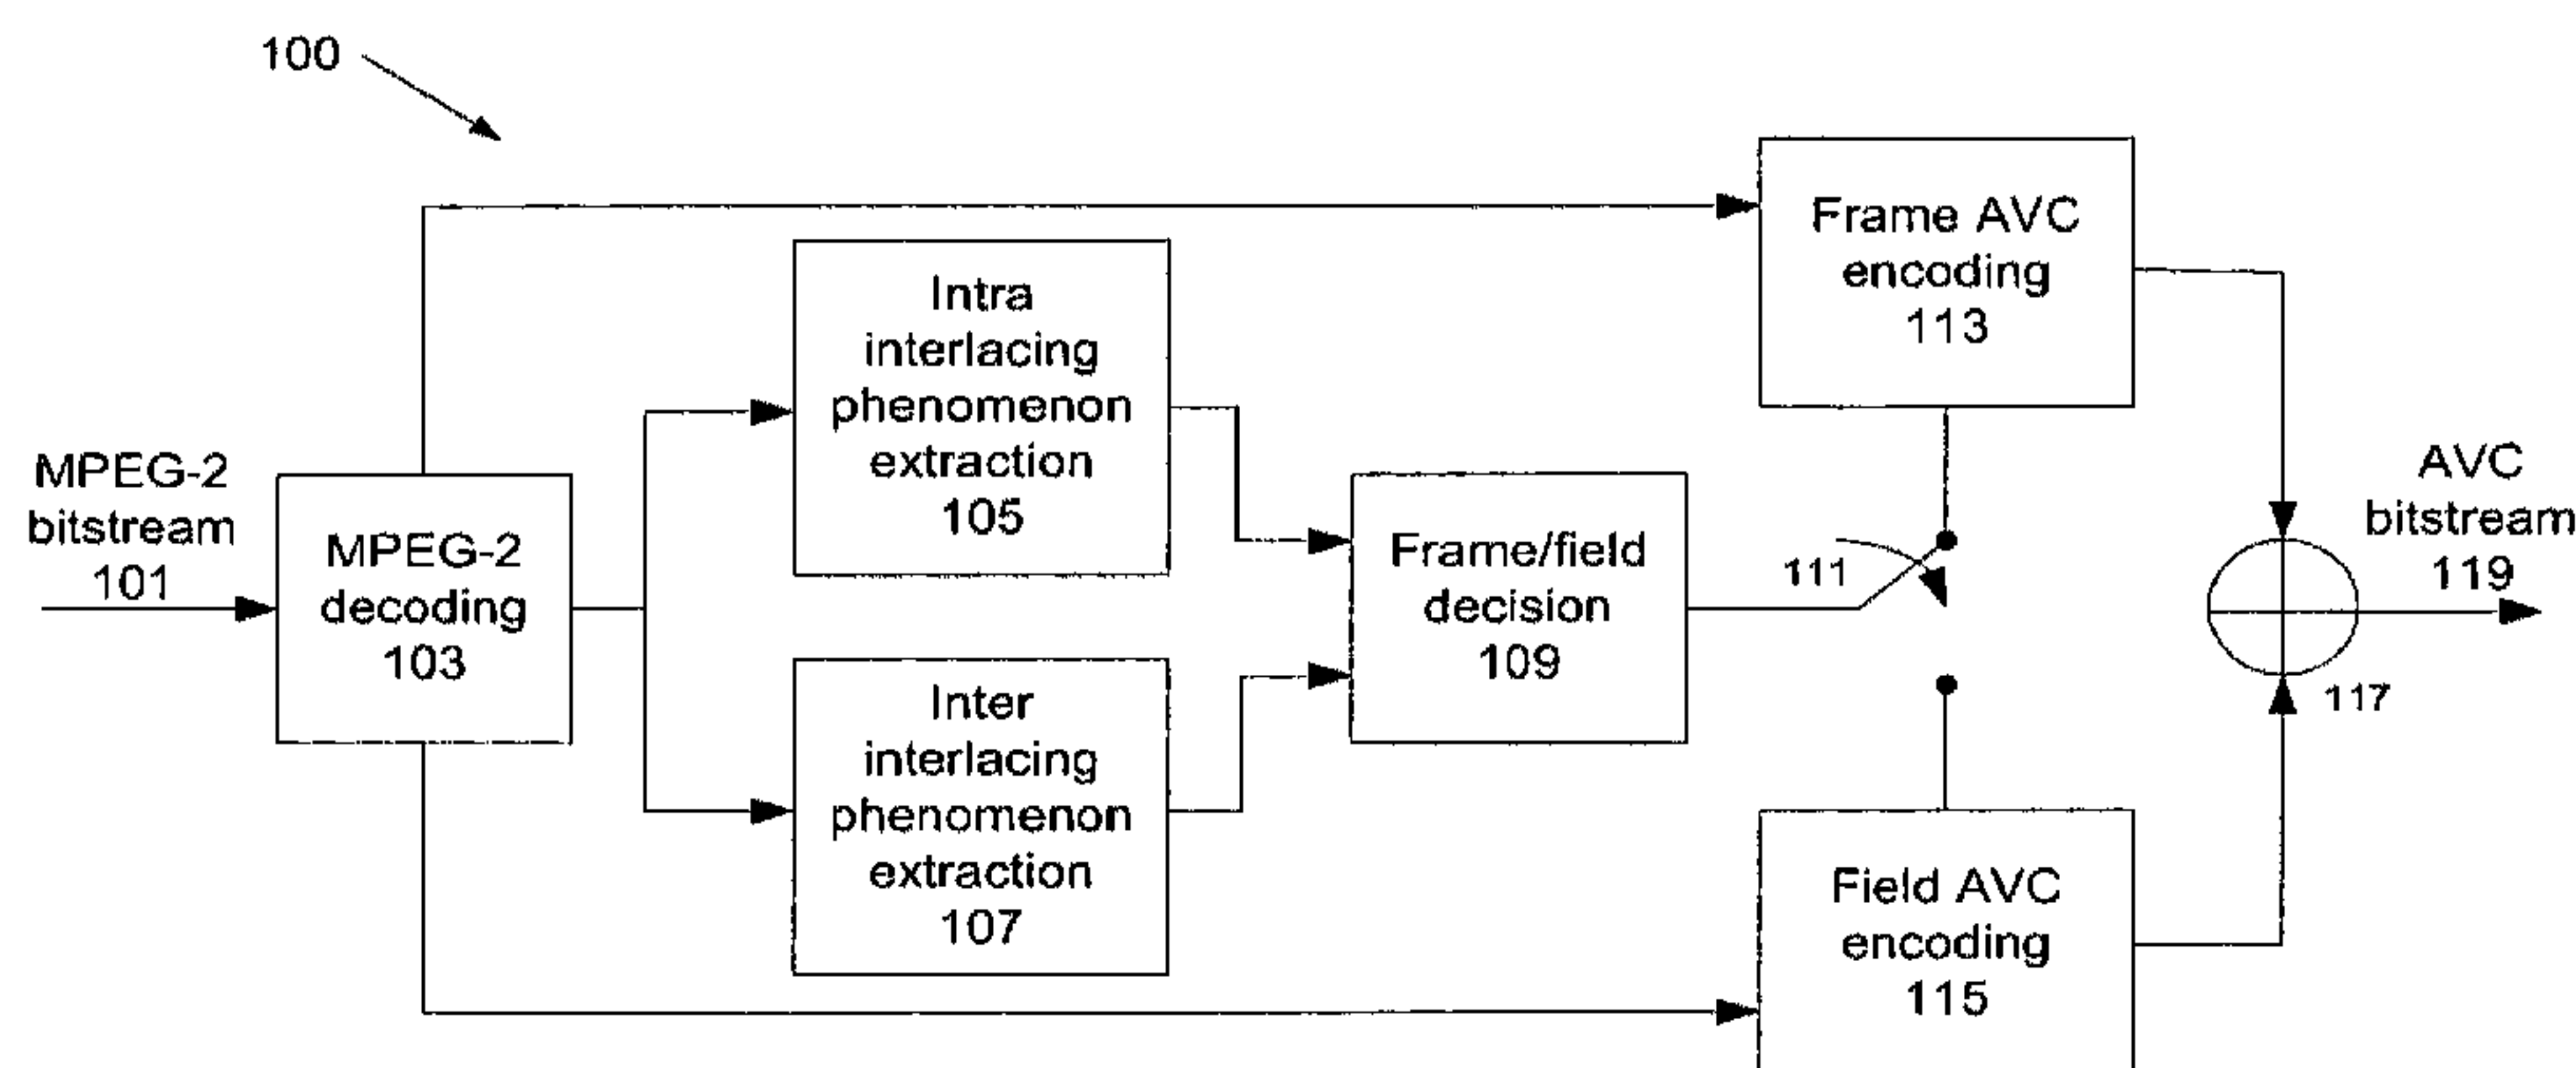 100
MPEG-2
bitstream
101
MPEG-2
decoding
103
Intra
interlacing
phenomenon
extraction
105
Inter
interlacing
phenomenon
extraction
107
Frame/field
decision
109
111
Frame AVC
encoding
113
Field AVC
encoding
115
117
AVC
bitstream
119